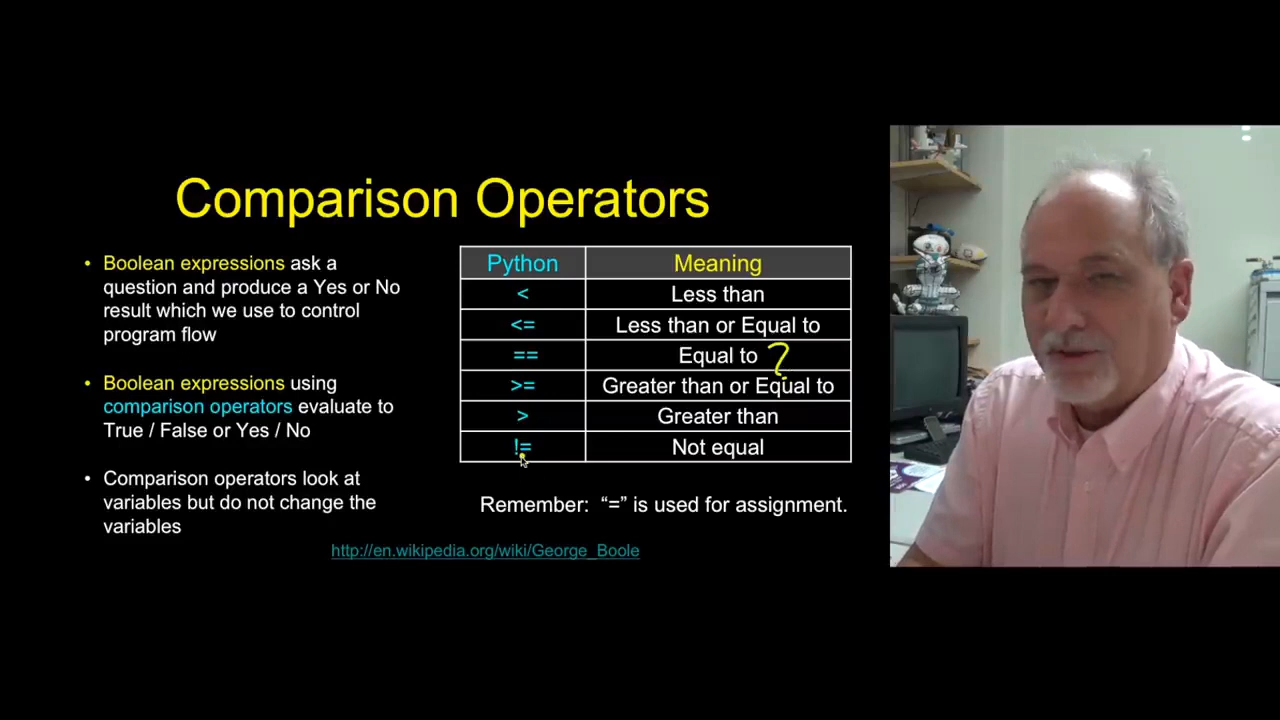 Comparison Operators
• Boolean expressions ask a
question and produce a Yes or No
result which we use to control
program flow
• Boolean expressions using
comparison operators evaluate to
True / False or Yes / No
• Comparison operators look at
variables but do not change the
variables
Python Meaning
< Less than
<= Less than or Equal to
== Equal to ?
>= Greater than or Equal to
> Greater than
!= Not equal
Remember: “=” is used for assignment.
http://en.wikipedia.org/wiki/George_Boole